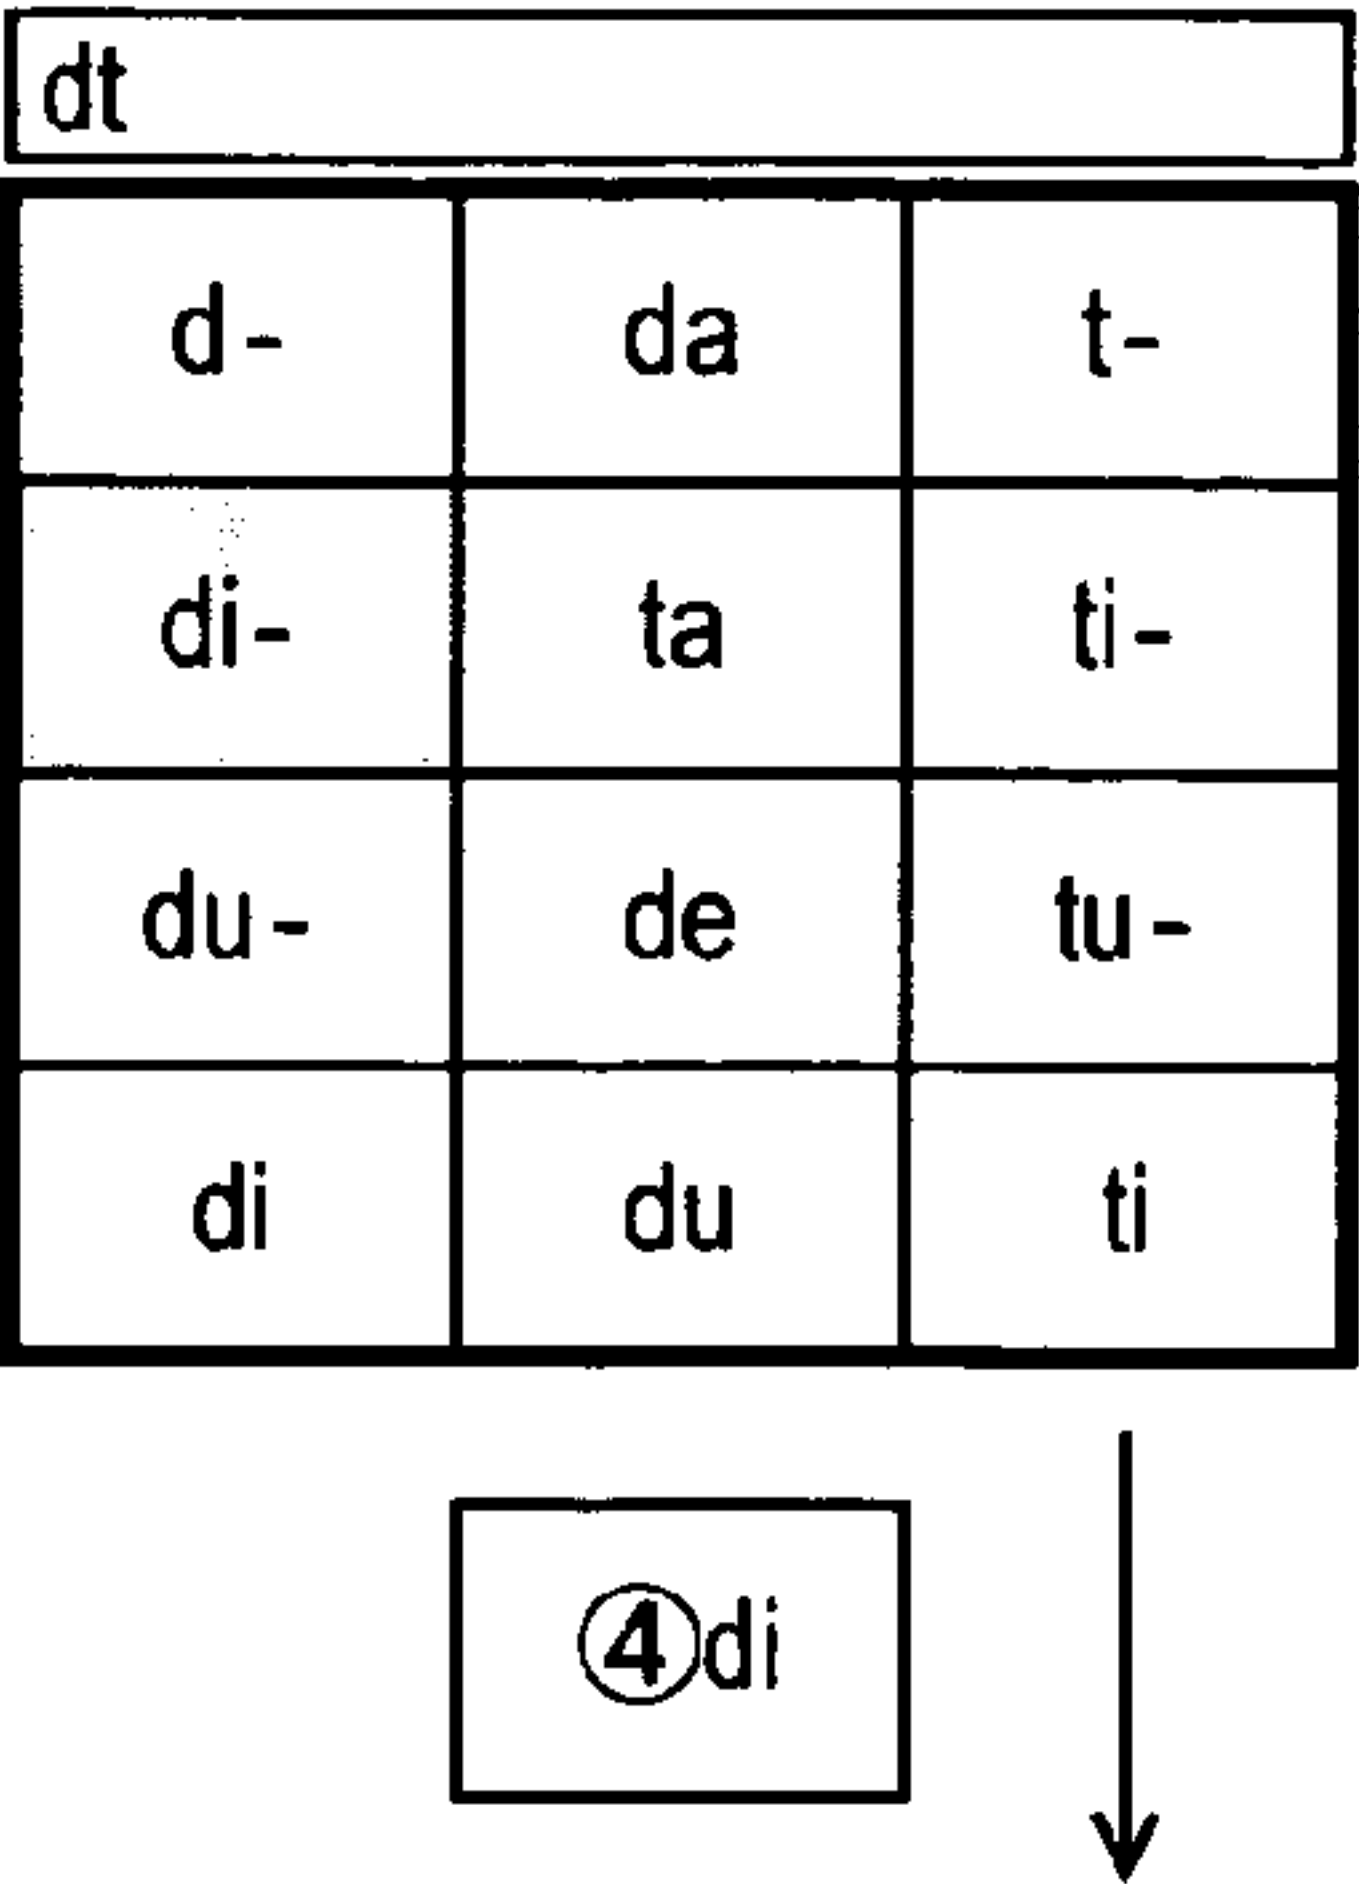 dt
d- da t-
di- ta ti-
du- de tu-
di du ti
④di